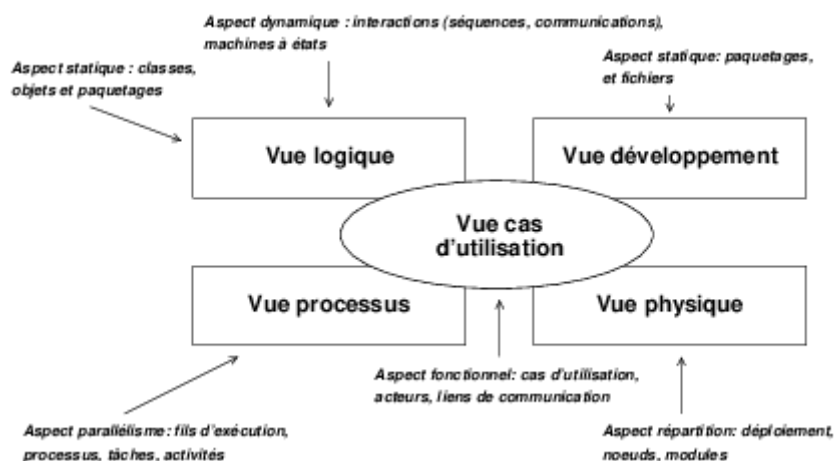 Aspect dynamique : interactions (séquences, communications),
machines à états
Aspect statique : classes,
objets et paquetages
Aspect statique: paquetages,
et fichiers
Vue logique
Vue développement
Vue cas
d'utilisation
Vue processus
Vue physique
Aspect fonctionnel: cas d'utilisation,
acteurs, liens de communication
Aspect parallélisme: fils d'exécution,
processus, tâches, activités
Aspect répartition: déploiement,
noeuds, modules